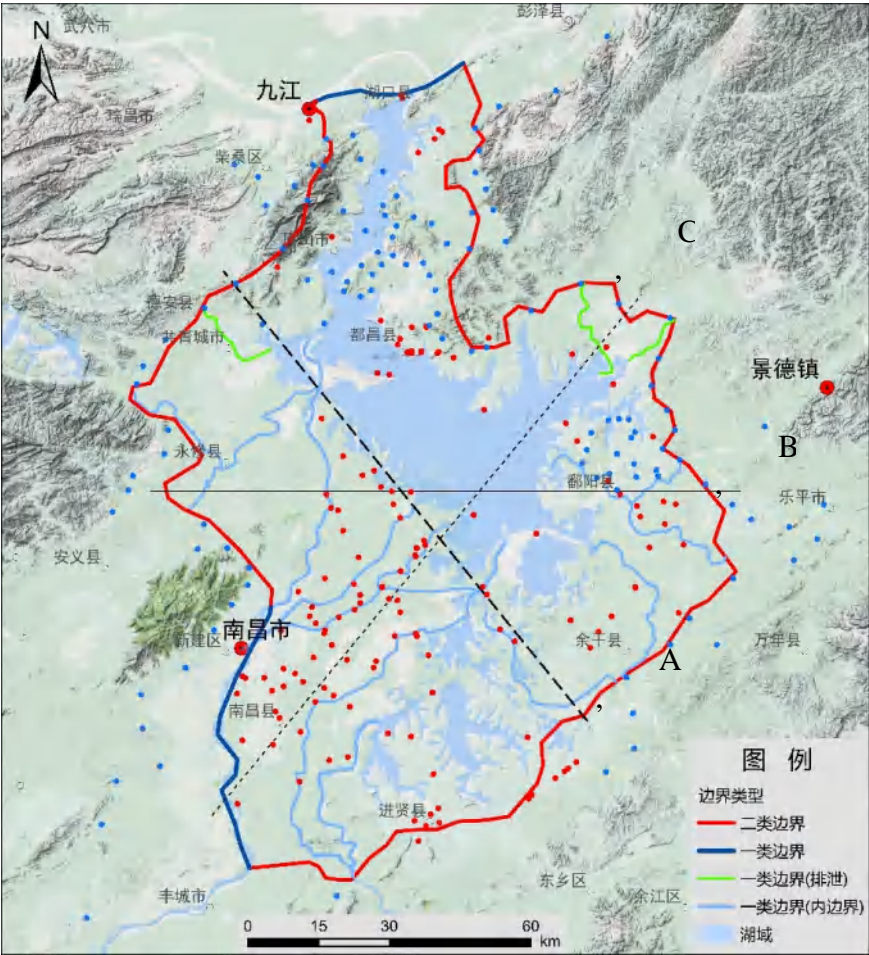 彭泽县
武穴市
N
九江
湖口县
瑞昌市
柴桑区
C
,
德安县
共青城市
都昌县
景德镇
B
永修县
鄱阳县
,
乐平市
安义县
南昌市
新建区
余干县
万年县
A
,
南昌县
进贤县
东乡区
丰城市
余江区
图 例
边界类型
二类边界
一类边界
一类边界(排泄)
一类边界(内边界)
湖域
0 15 30 60
km